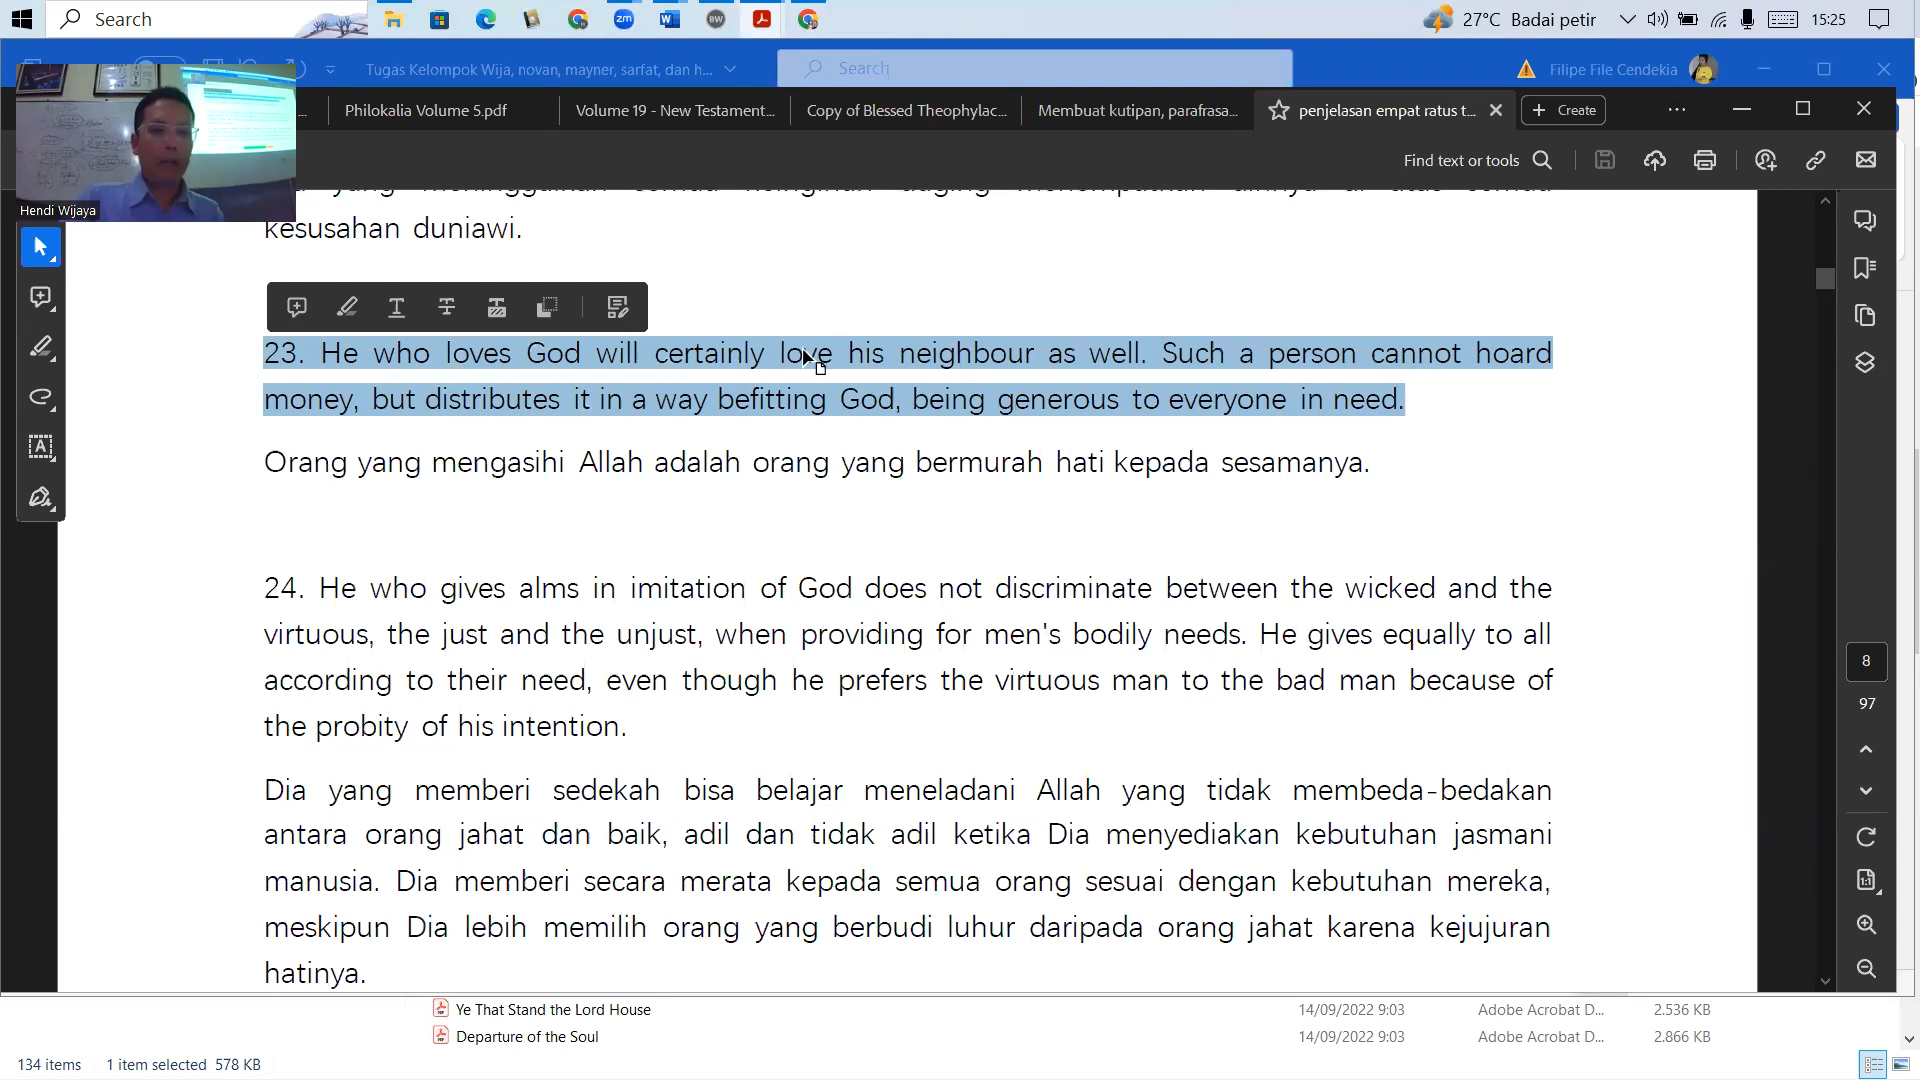 Search
27°C Badai petir
15:25
Tugas Kelompok Wija, novan, mayner, sarfat, dan h...
Search
Filipe File Cendekia
...
Philokalia Volume 5.pdf
Volume 19 - New Testament...
Copy of Blessed Theophylac...
Membuat kutipan, parafrasa...
penjelasan empat ratus t...
Create
Find text or tools
Hendi Wijaya
kesusahan duniawi.
23. He who loves God will certainly love his neighbour as well. Such a person cannot hoard
money, but distributes it in a way befitting God, being generous to everyone in need.
Orang yang mengasihi Allah adalah orang yang bermurah hati kepada sesamanya.
24. He who gives alms in imitation of God does not discriminate between the wicked and the
virtuous, the just and the unjust, when providing for men's bodily needs. He gives equally to all
according to their need, even though he prefers the virtuous man to the bad man because of
the probity of his intention.
Dia yang memberi sedekah bisa belajar meneladani Allah yang tidak membeda-bedakan
antara orang jahat dan baik, adil dan tidak adil ketika Dia menyediakan kebutuhan jasmani
manusia. Dia memberi secara merata kepada semua orang sesuai dengan kebutuhan mereka,
meskipun Dia lebih memilih orang yang berbudi luhur daripada orang jahat karena kejujuran
hatinya.
8
97
Ye That Stand the Lord House 14/09/2022 9:03 Adobe Acrobat D... 2.536 KB
Departure of the Soul 14/09/2022 9:03 Adobe Acrobat D... 2.866 KB
134 items 1 item selected 578 KB